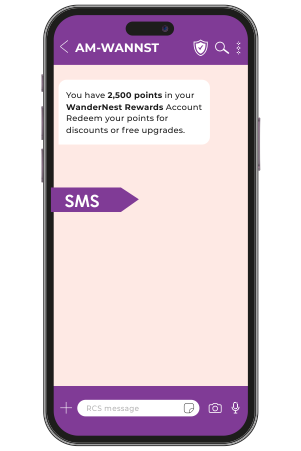 AM-WANNST
You have 2,500 points in your
WanderNest Rewards Account
Redeem your points for
discounts or free upgrades.
SMS
RCS message